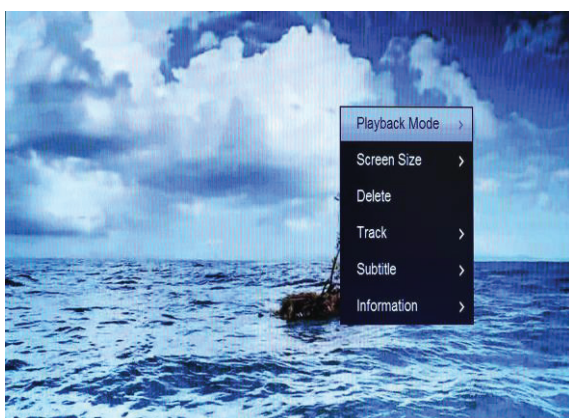 Playback Mode >
Screen Size >
Delete
Track >
Subtitle >
Information >